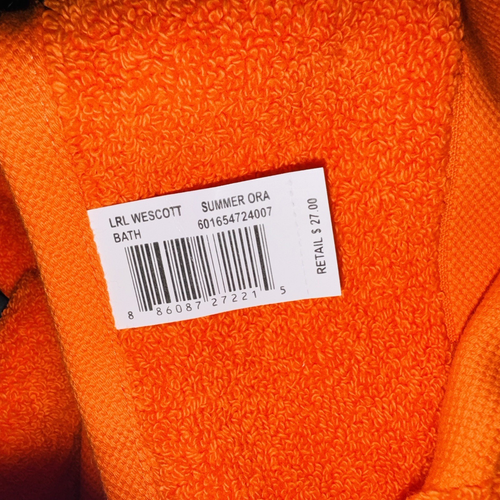 LRL WESCOTT SUMMER ORA
BATH 601654724007
8 86087 27221 5
RETAIL $ 27.00